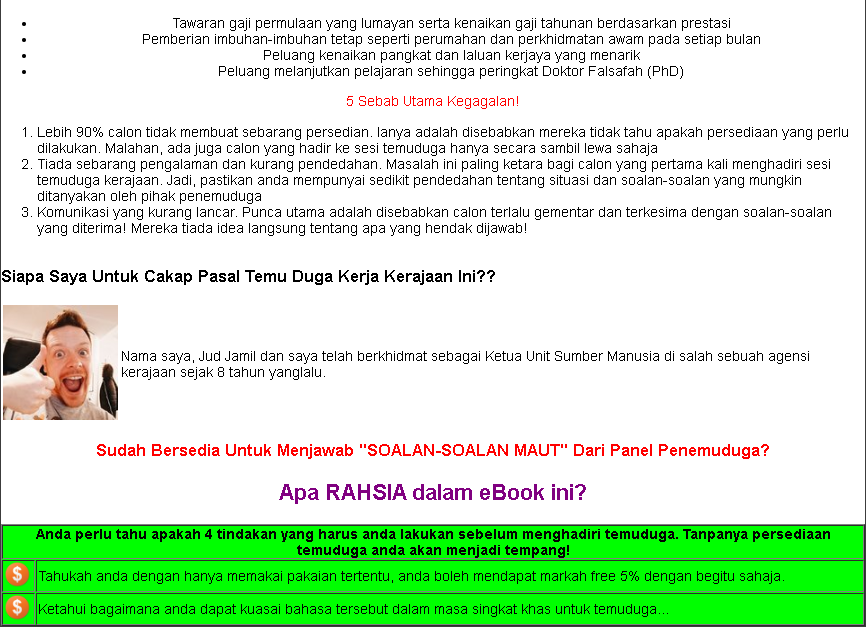 Tawaran gaji permulaan yang lumayan serta kenaikan gaji tahunan berdasarkan prestasi
Pemberian imbuhan-imbuhan tetap seperti perumahan dan perkhidmatan awam pada setiap bulan
Peluang kenaikan pangkat dan laluan kerjaya yang menarik
Peluang melanjutkan pelajaran sehingga peringkat Doktor Falsafah (PhD)
5 Sebab Utama Kegagalan!
1. Lebih 90% calon tidak membuat sebarang persedian. Ianya adalah disebabkan mereka tidak tahu apakah persediaan yang perlu
dilakukan. Malahan, ada juga calon yang hadir ke sesi temuduga hanya secara sambil lewa sahaja
2. Tiada sebarang pengalaman dan kurang pendedahan. Masalah ini paling ketara bagi calon yang pertama kali menghadiri sesi
temuduga kerajaan. Jadi, pastikan anda mempunyai sedikit pendedahan tentang situasi dan soalan-soalan yang mungkin
ditanyakan oleh pihak penemuduga
3. Komunikasi yang kurang lancar. Punca utama adalah disebabkan calon terlalu gementar dan terkesima dengan soalan-soalan
yang diterima! Mereka tiada idea langsung tentang apa yang hendak dijawab!
Siapa Saya Untuk Cakap Pasal Temu Duga Kerja Kerajaan Ini??
Nama saya, Jud Jamil dan saya telah berkhidmat sebagai Ketua Unit Sumber Manusia di salah sebuah agensi
kerajaan sejak 8 tahun yanglalu.
Sudah Bersedia Untuk Menjawab "SOALAN-SOALAN MAUT" Dari Panel Penemuduga?
Apa RAHSIA dalam eBook ini?
Anda perlu tahu apakah 4 tindakan yang harus anda lakukan sebelum menghadiri temuduga. Tanpanya persediaan
temuduga anda akan menjadi tempang!
$ Tahukah anda dengan hanya memakai pakaian tertentu, anda boleh mendapat markah free 5% dengan begitu sahaja.
$ Ketahui bagaimana anda dapat kuasai bahasa tersebut dalam masa singkat khas untuk temuduga...